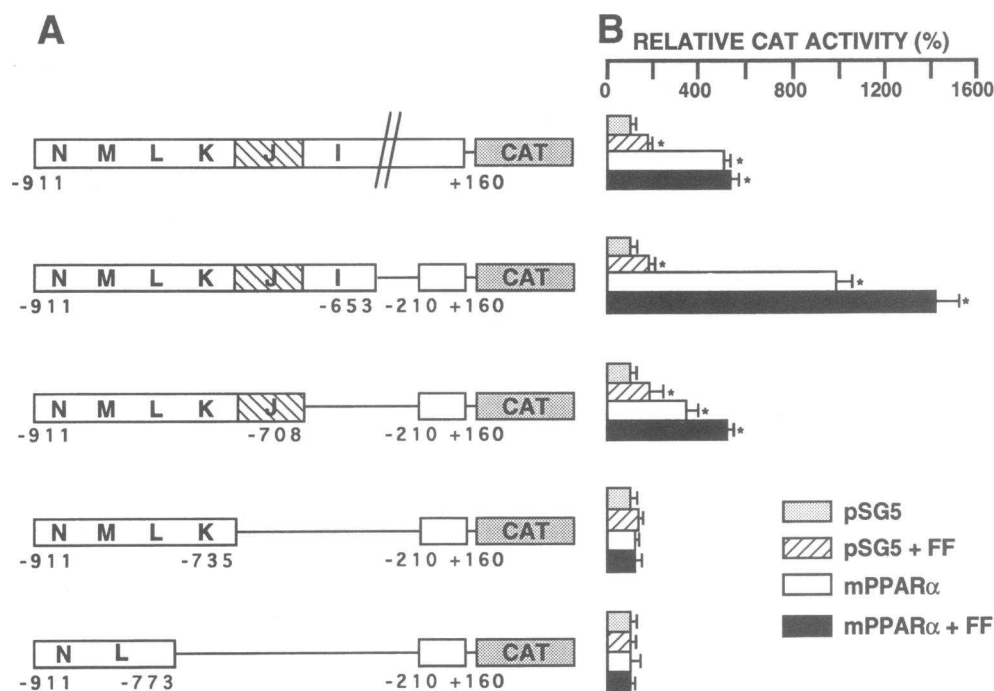 A
B
RELATIVE CAT ACTIVITY (%)
0 400 800 1200 1600
N M L K J I CAT
-911 +160
*
*
*
N M L K J I CAT
-911 -653 -210 +160
*
*
*
N M L K J CAT
-911 -708 -210 +160
*
*
*
N M L K CAT
-911 -735 -210 +160
N L CAT
-911 -773 -210 +160
pSG5
pSG5 + FF
mPPARα
mPPARα + FF